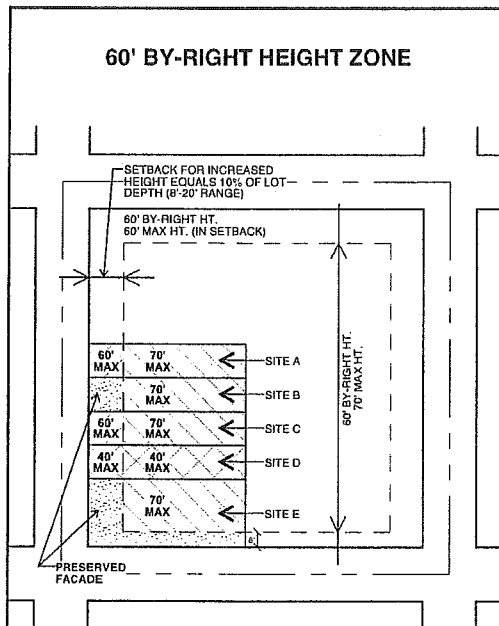 60' BY-RIGHT HEIGHT ZONE
SETBACK FOR INCREASED
HEIGHT EQUALS 10% OF LOT
DEPTH (8'-20' RANGE)
60' BY-RIGHT HT.
60' MAX HT. (IN SETBACK)
60' BY-RIGHT HT.
70' MAX HT.
60'
MAX
70'
MAX
SITE A
70'
MAX
SITE B
60'
MAX
70'
MAX
SITE C
40'
MAX
40'
MAX
SITE D
70'
MAX
SITE E
8'
PRESERVED
FACADE